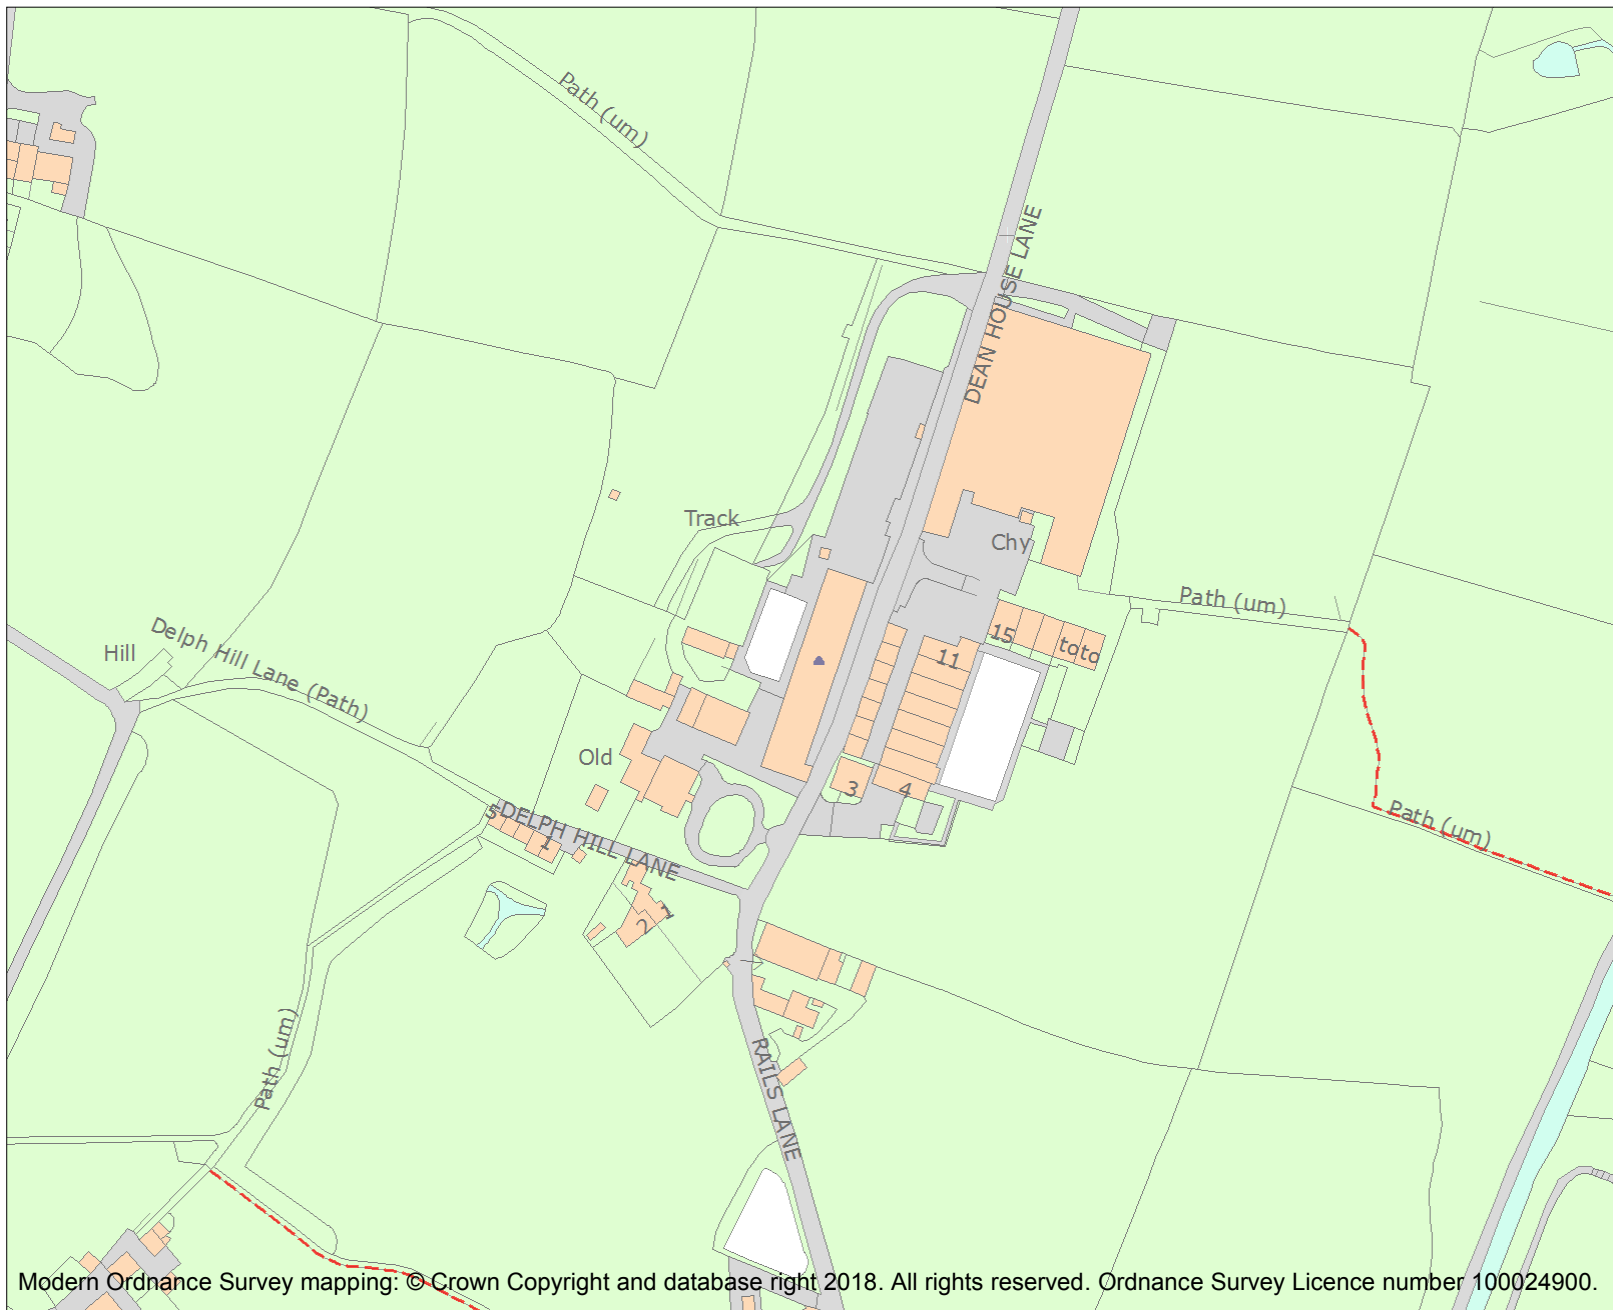 Path (um)
DEAN HOUSE LANE
Track
Chy
Path (um)
Delph Hill Lane (Path)
Hill
15
toto
11
Old
3
4
5
DELPH HILL LANE
1
Path (um)
2
1
Path (um)
RAILS LANE
Modern Ordnance Survey mapping: © Crown Copyright and database right 2018. All rights reserved. Ordnance Survey Licence number 100024900.